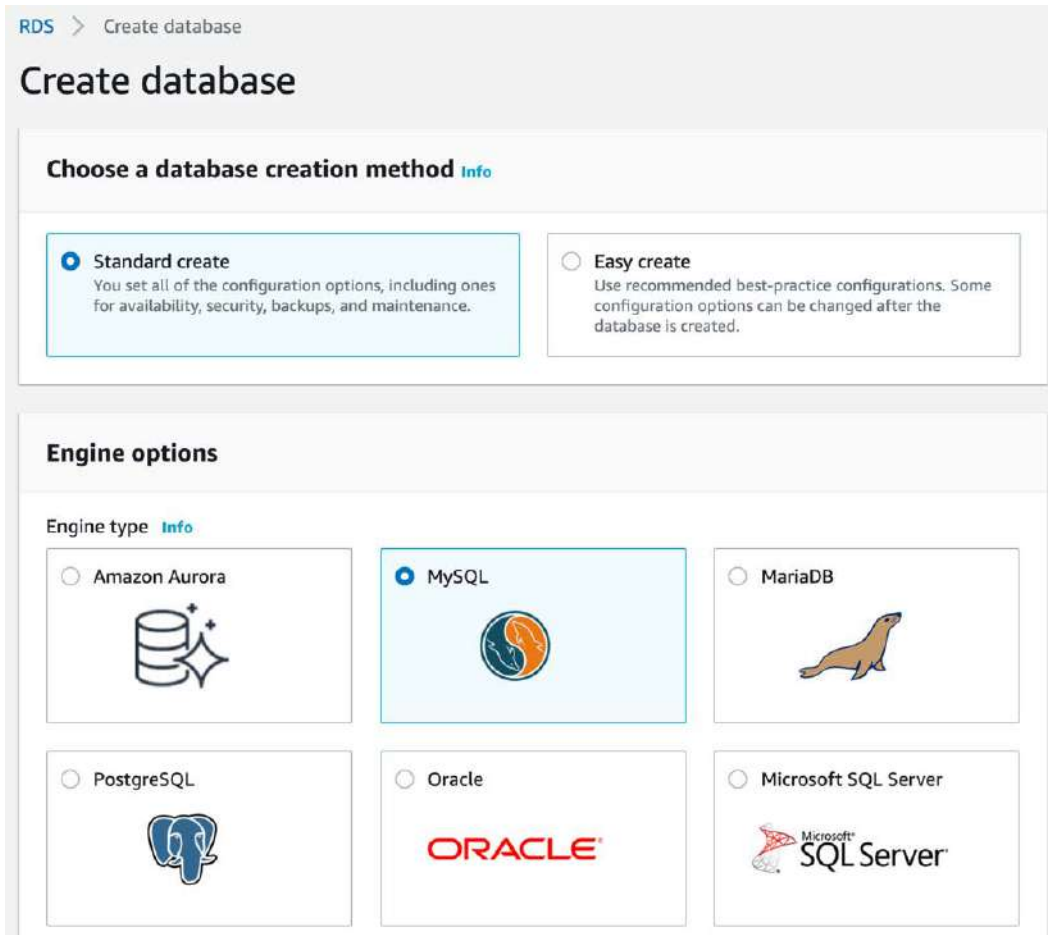 RDS > Create database
Create database
Choose a database creation method Info
Standard create
You set all of the configuration options, including ones
for availability, security, backups, and maintenance.
Easy create
Use recommended best-practice configurations. Some
configuration options can be changed after the
database is created.
Engine options
Engine type Info
Amazon Aurora
MySQL
MariaDB
PostgreSQL
Oracle
ORACLE
Microsoft SQL Server
Microsoft
SQL Server